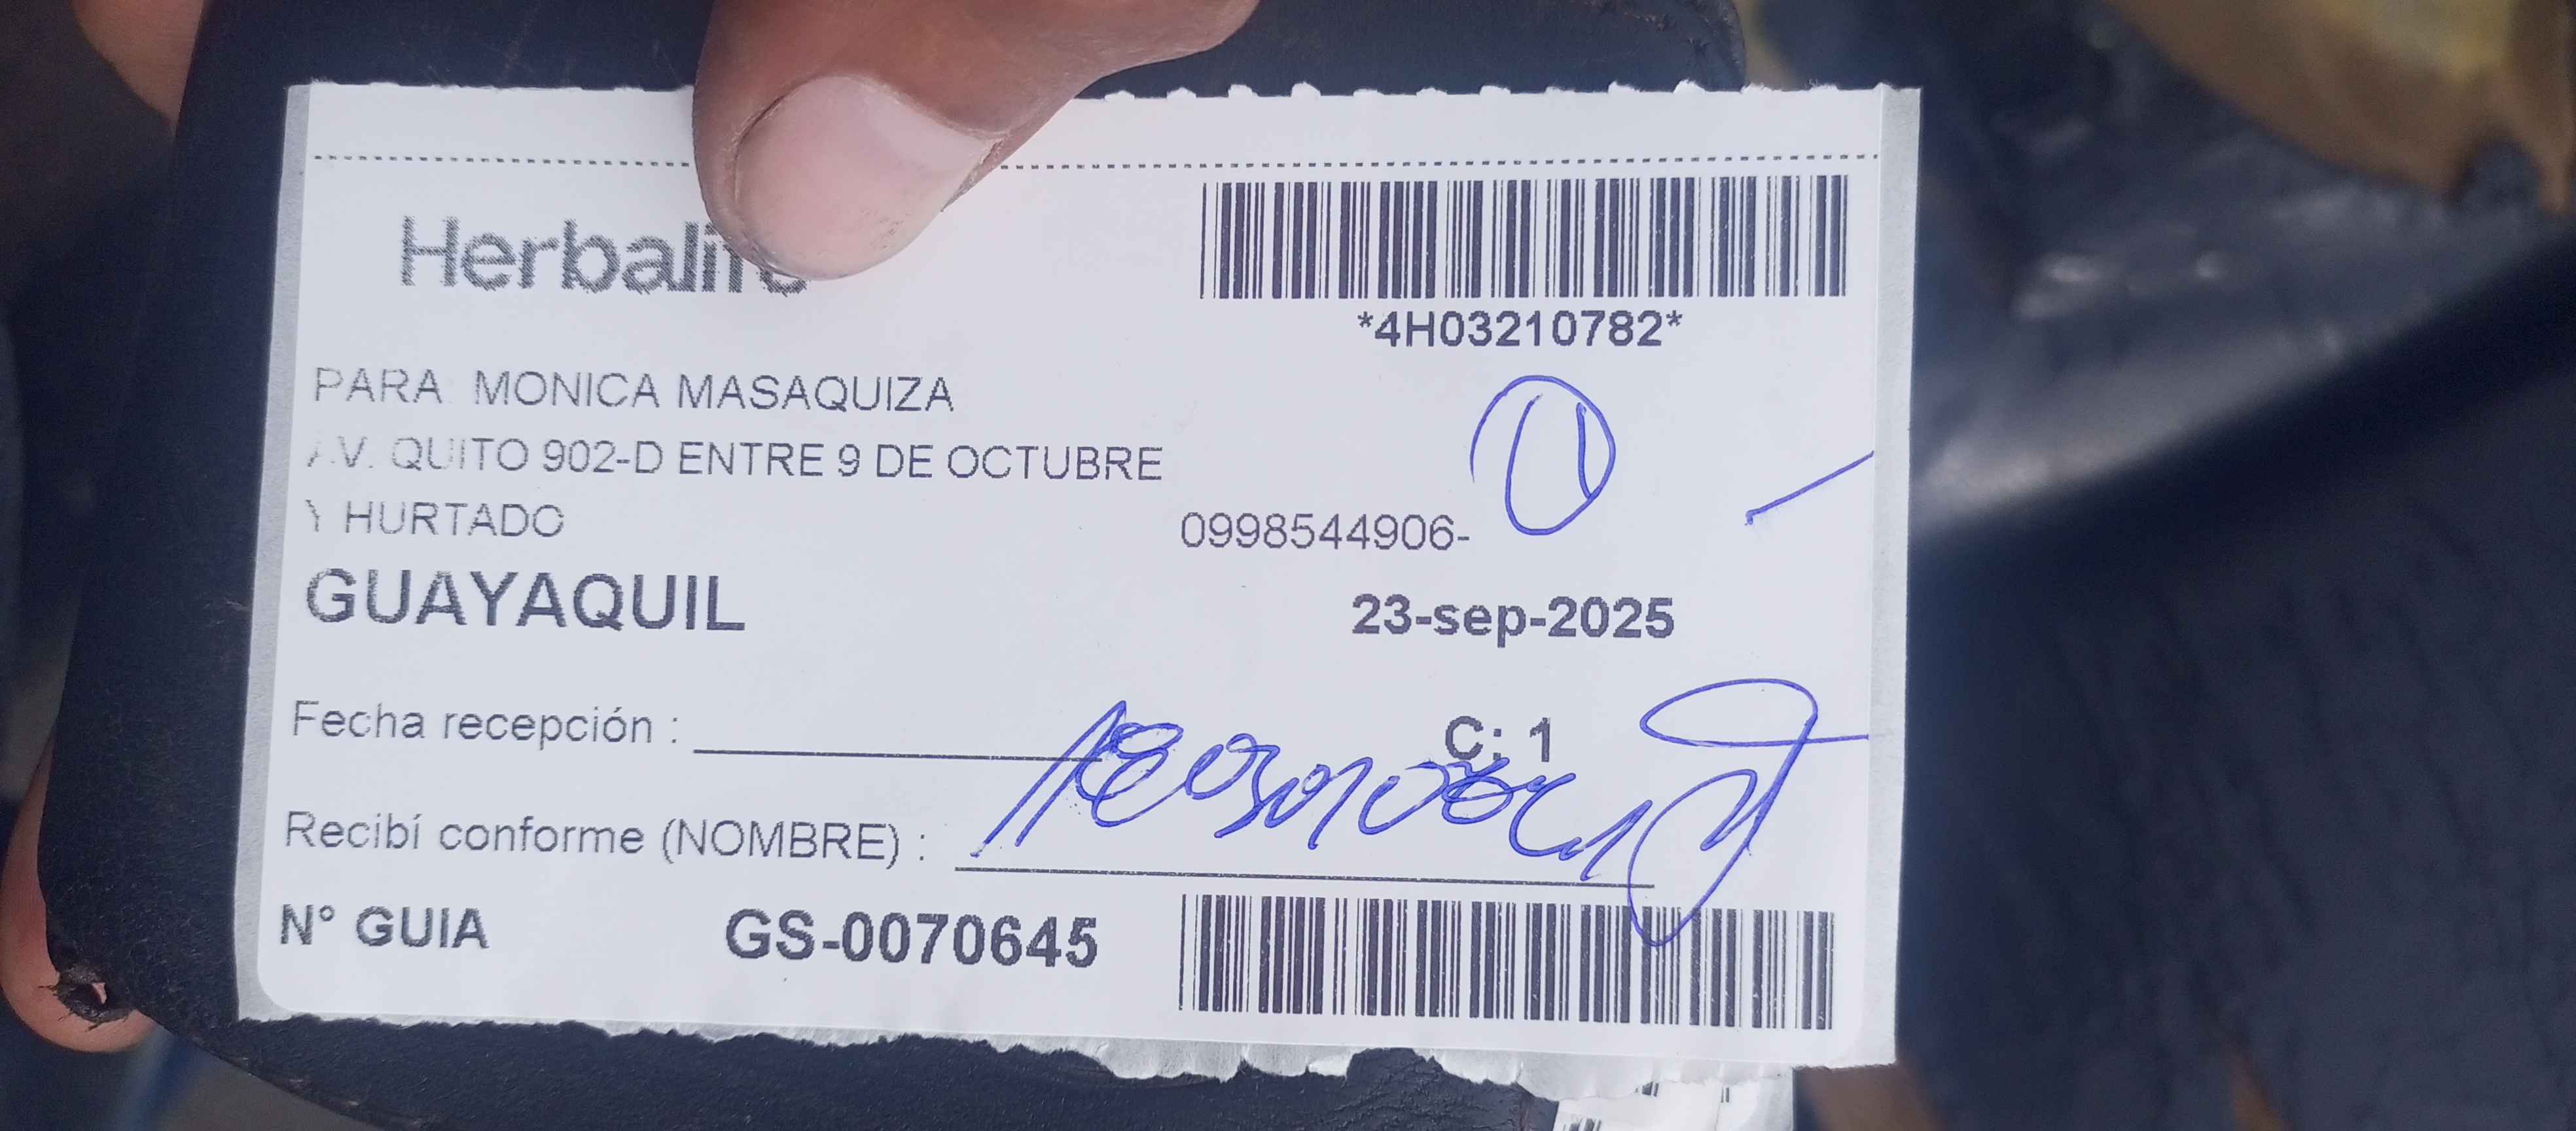 Herbalife
*4H03210782*
PARA: MONICA MASAQUIZA
AV. QUITO 902-D ENTRE 9 DE OCTUBRE
Y HURTADO
0998544906-
GUAYAQUIL
23-sep-2025
Fecha recepción :
C: 1
Recibí conforme (NOMBRE) :
N° GUIA GS-0070645